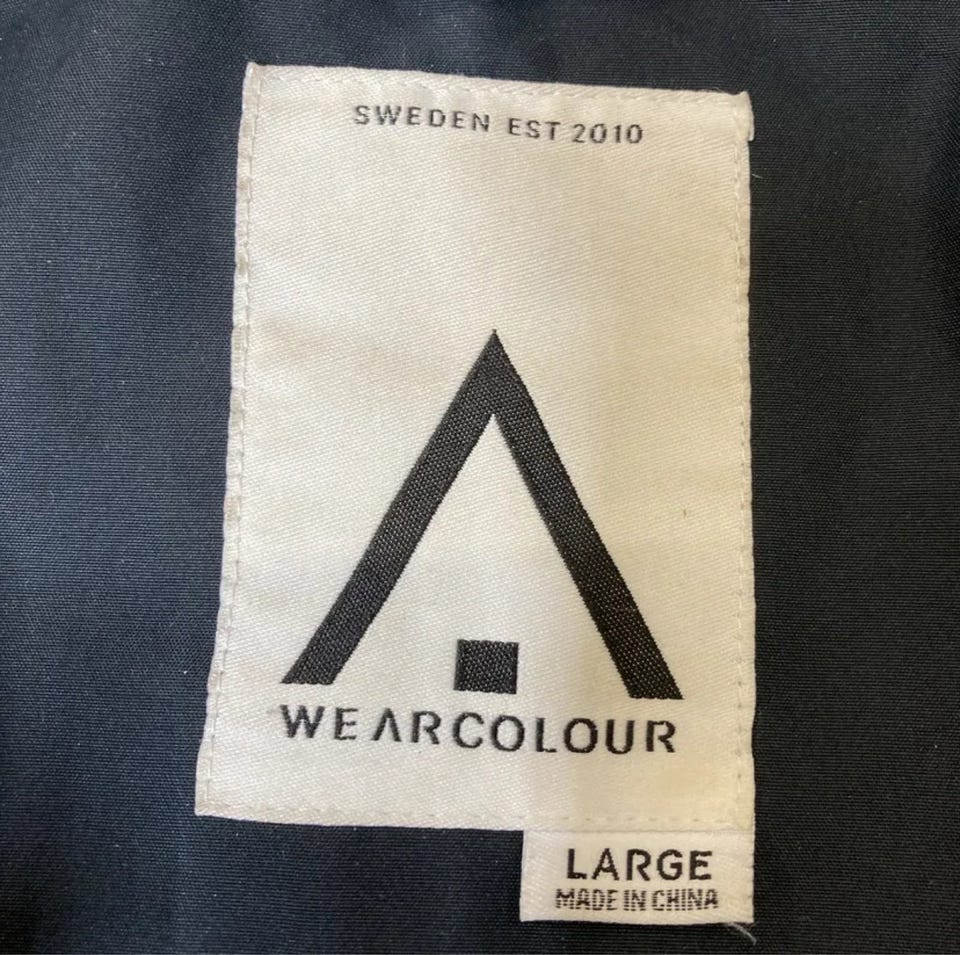 SWEDEN EST 2010
WEARCOLOUR
LARGE
MADE IN CHINA